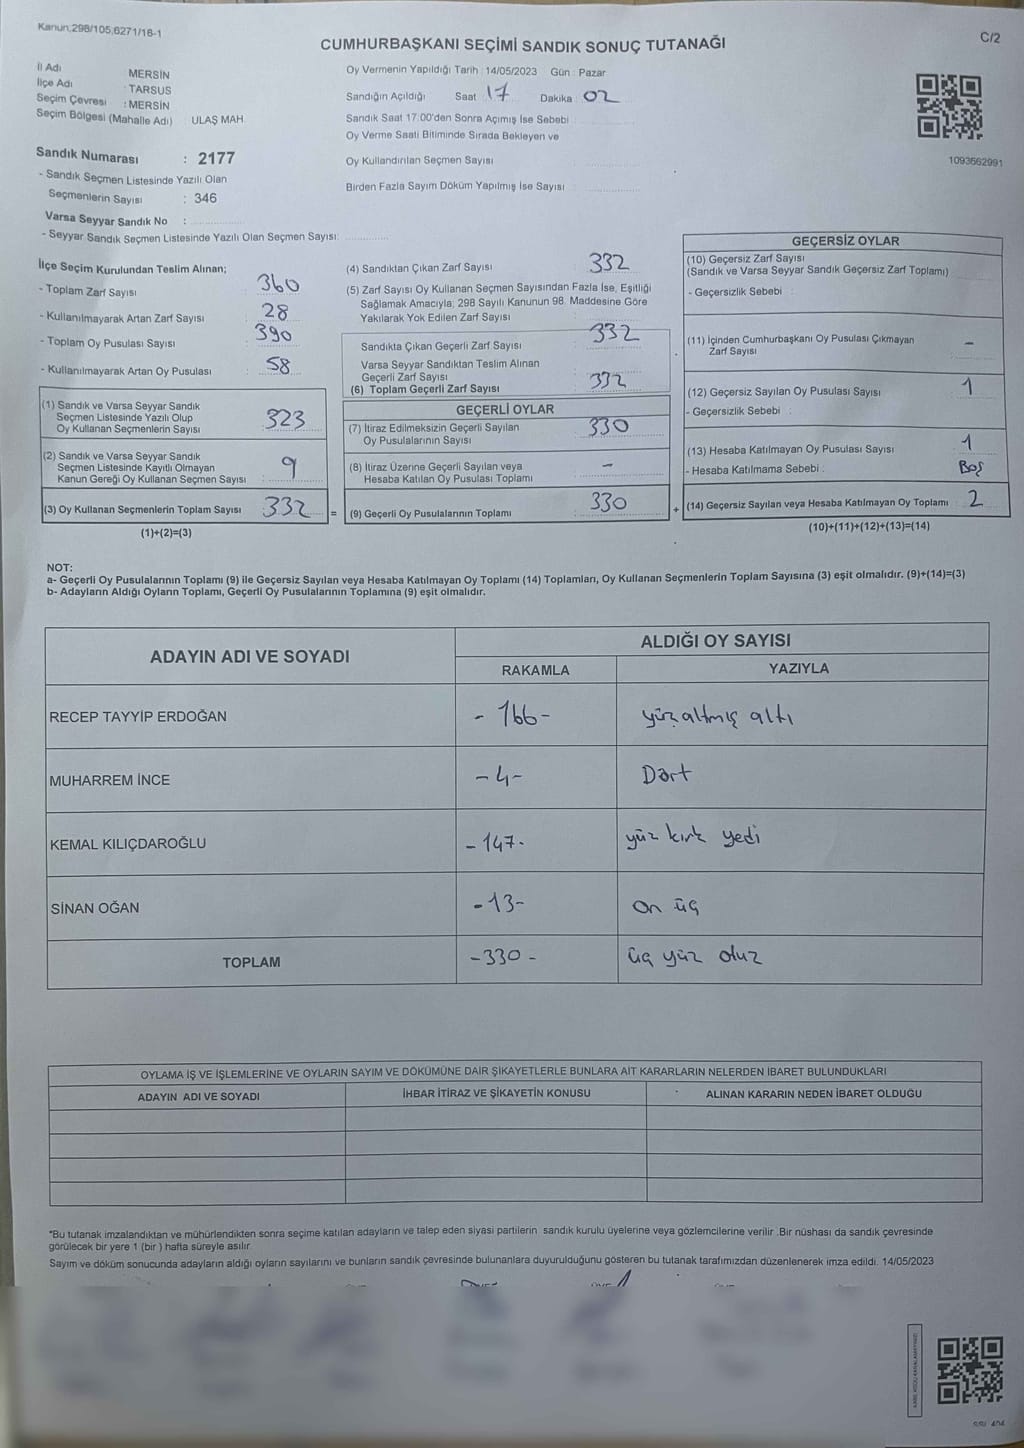 Kanun;298/105,6271/16-1
C/2
CUMHURBAŞKANI SEÇİMİ SANDIK SONUÇ TUTANAĞI
İl Adı MERSİN
İlçe Adı : TARSUS
Seçim Çevresi : MERSİN
Seçim Bölgesi (Mahalle Adı) ULAŞ MAH.
Oy Vermenin Yapıldığı Tarih : 14/05/2023 Gün : Pazar
Sandığın Açıldığı Saat 17 Dakika : 02
Sandık Saat 17:00'den Sonra Açımış İse Sebebi
Oy Verme Saati Bitiminde Sırada Bekleyen ve
Oy Kullandırılan Seçmen Sayısı
Birden Fazla Sayım Döküm Yapılmış İse Sayısı
1093562991
Sandık Numarası : 2177
- Sandık Seçmen Listesinde Yazılı Olan
Seçmenlerin Sayısı : 346
Varsa Seyyar Sandık No :
- Seyyar Sandık Seçmen Listesinde Yazılı Olan Seçmen Sayısı:
İlçe Seçim Kurulundan Teslim Alınan;
- Toplam Zarf Sayısı : 360
- Kullanılmayarak Artan Zarf Sayısı : 28
- Toplam Oy Pusulası Sayısı : 390
- Kullanılmayarak Artan Oy Pusulası : 58
(1) Sandık ve Varsa Seyyar Sandık
Seçmen Listesinde Yazılı Olup
Oy Kullanan Seçmenlerin Sayısı : 323
(2) Sandık ve Varsa Seyyar Sandık
Seçmen Listesinde Kayıtlı Olmayan
Kanun Gereği Oy Kullanan Seçmen Sayısı : 9
(3) Oy Kullanan Seçmenlerin Toplam Sayısı 332
(1)+(2)=(3)
(4) Sandıktan Çıkan Zarf Sayısı : 332
(5) Zarf Sayısı Oy Kullanan Seçmen Sayısından Fazla İse, Eşitliği
Sağlamak Amacıyla; 298 Sayılı Kanunun 98. Maddesine Göre
Yakılarak Yok Edilen Zarf Sayısı
Sandıkta Çıkan Geçerli Zarf Sayısı : 332
Varsa Seyyar Sandıktan Teslim Alınan
Geçerli Zarf Sayısı
(6) Toplam Geçerli Zarf Sayısı : 332
GEÇERLİ OYLAR
(7) İtiraz Edilmeksizin Geçerli Sayılan
Oy Pusulalarının Sayısı : 330
(8) İtiraz Üzerine Geçerli Sayılan veya
Hesaba Katılan Oy Pusulası Toplamı : -
= (9) Geçerli Oy Pusulalarının Toplamı : 330
GEÇERSİZ OYLAR
(10) Geçersiz Zarf Sayısı
(Sandık ve Varsa Seyyar Sandık Geçersiz Zarf Toplamı)
- Geçersizlik Sebebi :
(11) İçinden Cumhurbaşkanı Oy Pusulası Çıkmayan
Zarf Sayısı : -
(12) Geçersiz Sayılan Oy Pusulası Sayısı : 1
- Geçersizlik Sebebi :
(13) Hesaba Katılmayan Oy Pusulası Sayısı : 1
- Hesaba Katılmama Sebebi : Boş
+ (14) Geçersiz Sayılan veya Hesaba Katılmayan Oy Toplamı : 2
(10)+(11)+(12)+(13)=(14)
NOT:
a- Geçerli Oy Pusulalarının Toplamı (9) ile Geçersiz Sayılan veya Hesaba Katılmayan Oy Toplamı (14) Toplamları, Oy Kullanan Seçmenlerin Toplam Sayısına (3) eşit olmalıdır. (9)+(14)=(3)
b- Adayların Aldığı Oyların Toplamı, Geçerli Oy Pusulalarının Toplamına (9) eşit olmalıdır.
ADAYIN ADI VE SOYADI ALDIĞI OY SAYISI
RAKAMLA YAZIYLA
RECEP TAYYİP ERDOĞAN - 166 - yüzaltmış altı
MUHARREM İNCE - 4 - Dört
KEMAL KILIÇDAROĞLU - 147 - yüz kırk yedi
SİNAN OĞAN - 13 - on üç
TOPLAM - 330 - üç yüz otuz
OYLAMA İŞ VE İŞLEMLERİNE VE OYLARIN SAYIM VE DÖKÜMÜNE DAİR ŞİKAYETLERLE BUNLARA AİT KARARLARIN NELERDEN İBARET BULUNDUKLARI
ADAYIN ADI VE SOYADI İHBAR İTİRAZ VE ŞİKAYETİN KONUSU ALINAN KARARIN NEDEN İBARET OLDUĞU
*Bu tutanak imzalandıktan ve mühürlendikten sonra seçime katılan adayların ve talep eden siyasi partilerin sandık kurulu üyelerine veya gözlemcilerine verilir .Bir nüshası da sandık çevresinde
görülecek bir yere 1 (bir ) hafta süreyle asılır.
Sayım ve döküm sonucunda adayların aldığı oyların sayılarını ve bunların sandık çevresinde bulunanlara duyurulduğunu gösteren bu tutanak tarafımızdan düzenlenerek imza edildi. 14/05/2023